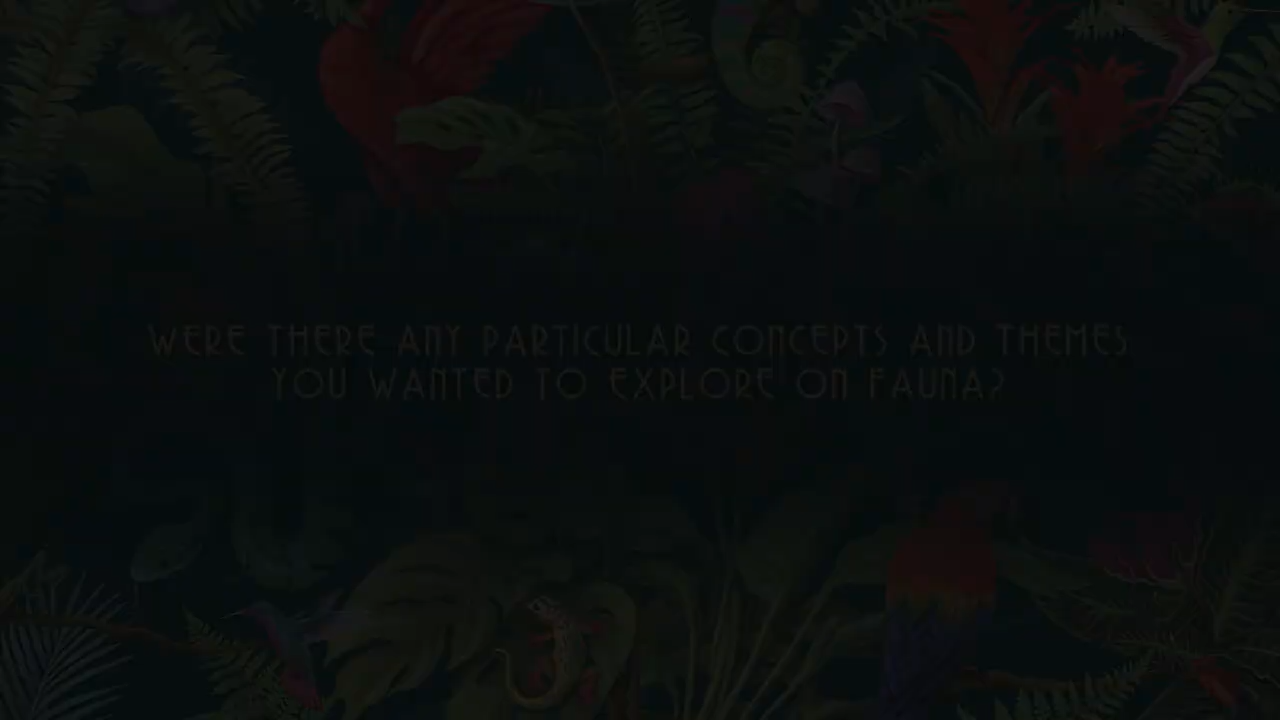 WERE THERE ANY PARTICULAR CONCEPTS AND THEMES
YOU WANTED TO EXPLORE ON FAUNA?